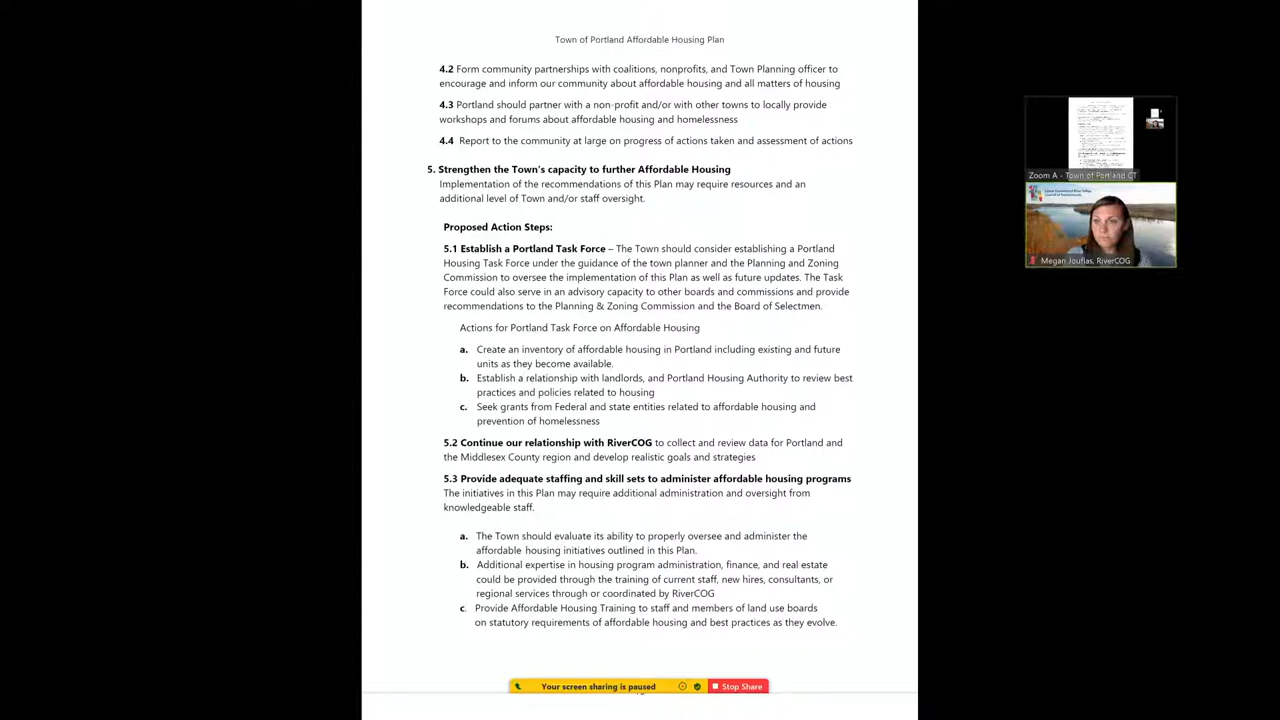 Town of Portland Affordable Housing Plan
4.2 Form community partnerships with coalitions, nonprofits, and Town Planning officer to
encourage and inform our community about affordable housing and all matters of housing
4.3 Portland should partner with a non-profit and/or with other towns to locally provide
workshops and forums about affordable housing and homelessness
4.4 Report to the community at large on progress of actions taken and assessment of actions
5. Strengthen the Town's capacity to further Affordable Housing
Implementation of the recommendations of this Plan may require resources and an
additional level of Town and/or staff oversight.
Proposed Action Steps:
5.1 Establish a Portland Task Force – The Town should consider establishing a Portland
Housing Task Force under the guidance of the town planner and the Planning and Zoning
Commission to oversee the implementation of this Plan as well as future updates. The Task
Force could also serve in an advisory capacity to other boards and commissions and provide
recommendations to the Planning & Zoning Commission and the Board of Selectmen.
Actions for Portland Task Force on Affordable Housing
a. Create an inventory of affordable housing in Portland including existing and future
units as they become available.
b. Establish a relationship with landlords, and Portland Housing Authority to review best
practices and policies related to housing
c. Seek grants from Federal and state entities related to affordable housing and
prevention of homelessness
5.2 Continue our relationship with RiverCOG to collect and review data for Portland and
the Middlesex County region and develop realistic goals and strategies
5.3 Provide adequate staffing and skill sets to administer affordable housing programs
The initiatives in this Plan may require additional administration and oversight from
knowledgeable staff.
a. The Town should evaluate its ability to properly oversee and administer the
affordable housing initiatives outlined in this Plan.
b. Additional expertise in housing program administration, finance, and real estate
could be provided through the training of current staff, new hires, consultants, or
regional services through or coordinated by RiverCOG
c. Provide Affordable Housing Training to staff and members of land use boards
on statutory requirements of affordable housing and best practices as they evolve.
Your screen sharing is paused
Stop Share
Zoom A - Town of Portland CT
Lower Connecticut River Valley
Council of Governments
Megan Jouflas, RiverCOG